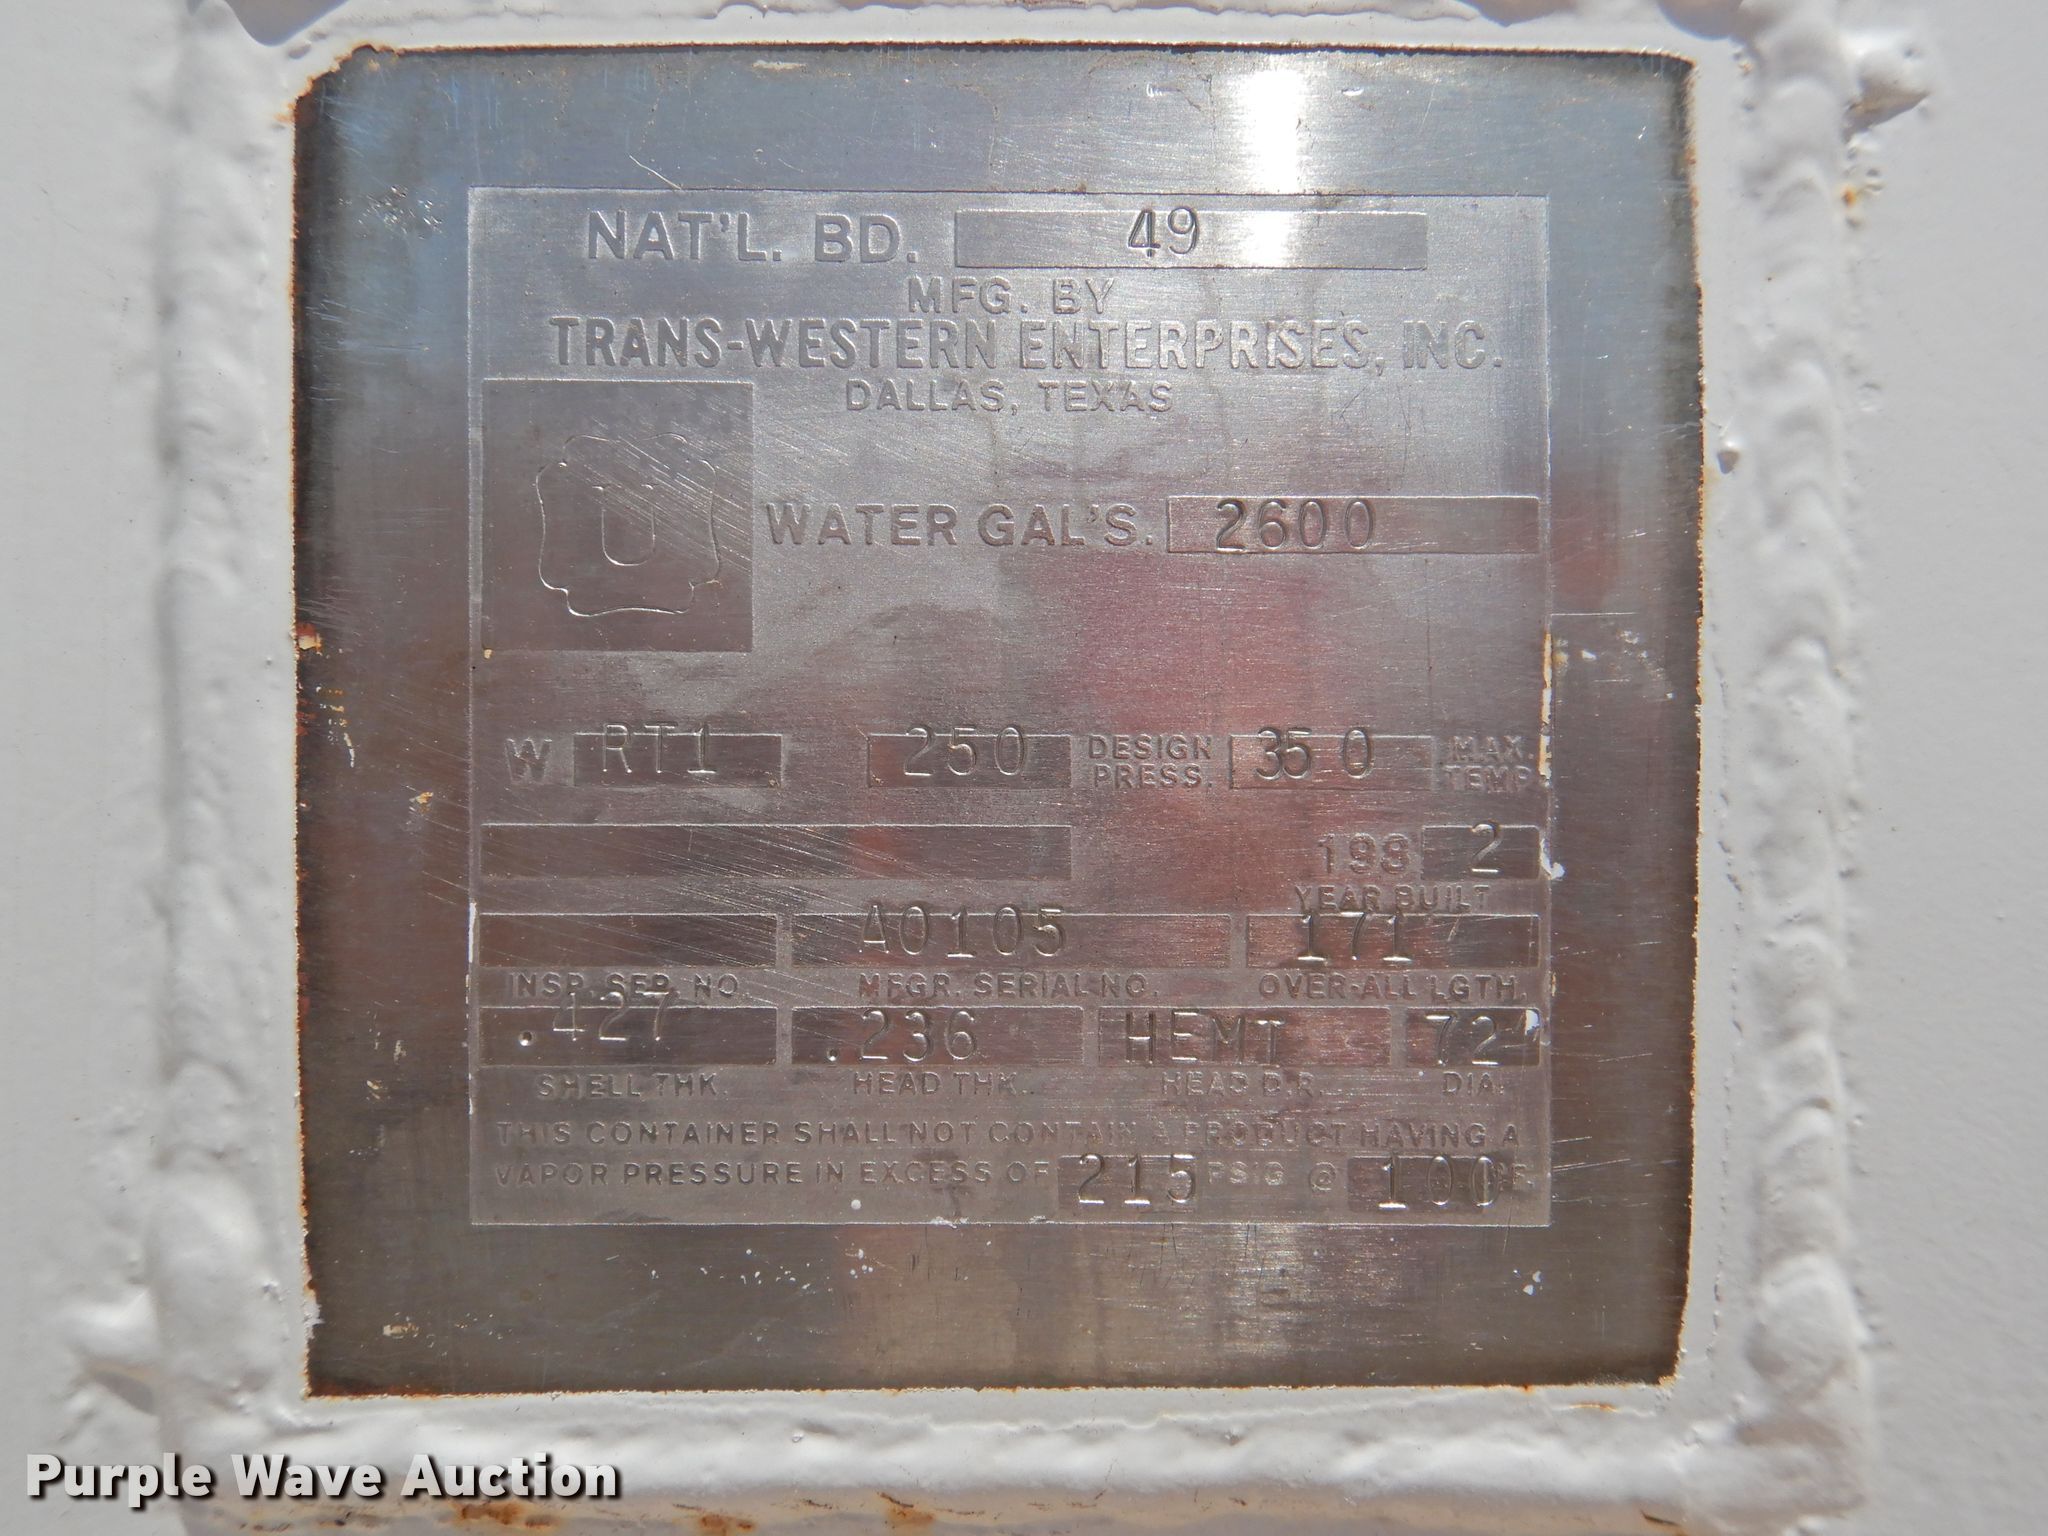 NAT'L. BD. 49
MFG. BY
TRANS-WESTERN ENTERPRISES, INC.
DALLAS, TEXAS
U
WATER GAL'S. 2600
W RT1 250 DESIGN PRESS. 350 MAX. TEMP.
198 2
YEAR BUILT
A0105 171"
INSP. SER. NO. MFGR. SERIAL NO. OVER-ALL LGTH.
.427 .236 HEMI 72"
SHELL THK. HEAD THK. HEAD D.R. DIA.
THIS CONTAINER SHALL NOT CONTAIN A PRODUCT HAVING A
VAPOR PRESSURE IN EXCESS OF 215 PSIG @ 100 °F.
Purple Wave Auction